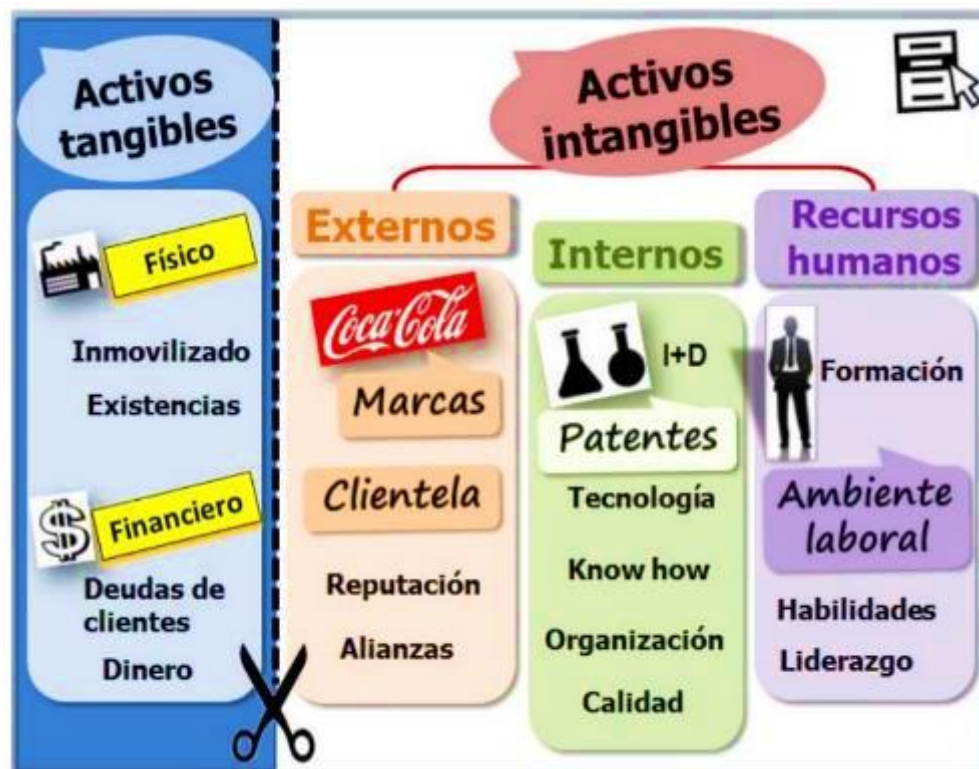 Activos
tangibles
Físico
Inmovilizado
Existencias
Financiero
Deudas de
clientes
Dinero
Activos
intangibles
Externos
Coca-Cola
Marcas
Clientela
Reputación
Alianzas
Internos
I+D
Patentes
Tecnología
Know how
Organización
Calidad
Recursos
humanos
Formación
Ambiente
laboral
Habilidades
Liderazgo